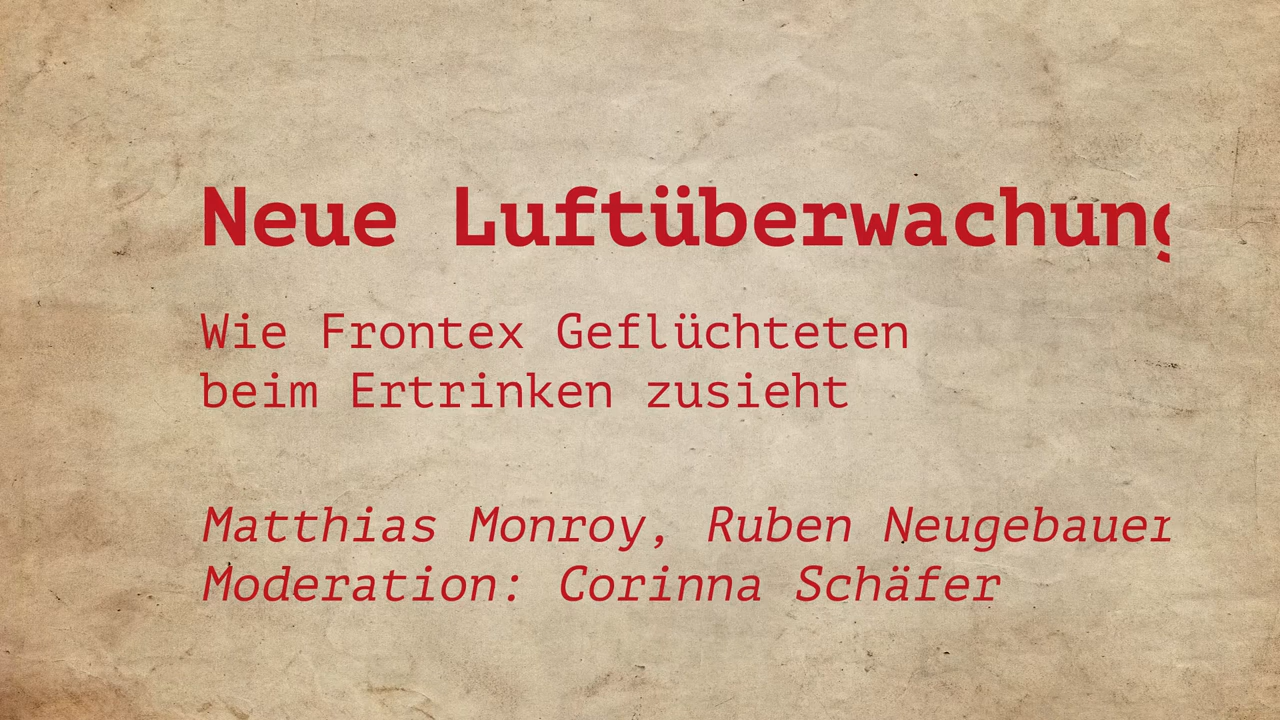 Neue Luftüberwachung
Wie Frontex Geflüchteten
beim Ertrinken zusieht
Matthias Monroy, Ruben Neugebauer
Moderation: Corinna Schäfer